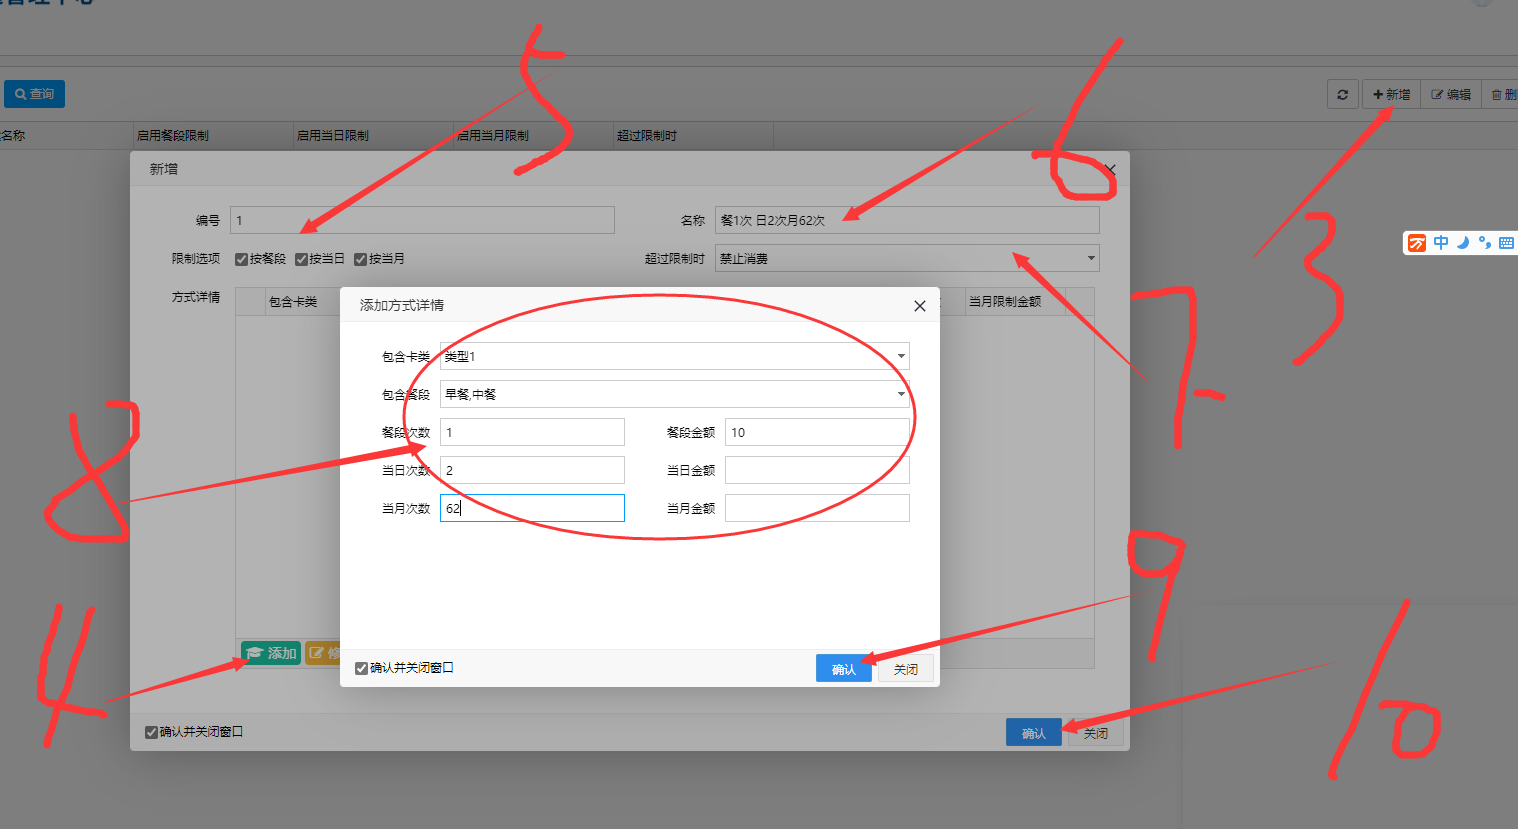 查询
新增
编辑
名称
启用餐段限制
启用当日限制
启用当月限制
超过限制时
新增
编号
1
名称
餐1次 日2次月62次
限制选项
按餐段
按当日
按当月
超过限制时
禁止消费
方式详情
包含卡类
当月限制金额
添加方式详情
包含卡类
类型1
包含餐段
早餐,中餐
餐段次数
1
餐段金额
10
当日次数
2
当日金额
当月次数
62
当月金额
添加
确认并关闭窗口
确认
关闭
确认并关闭窗口
确认
关闭
中
5
6
3
7
8
9
4
10